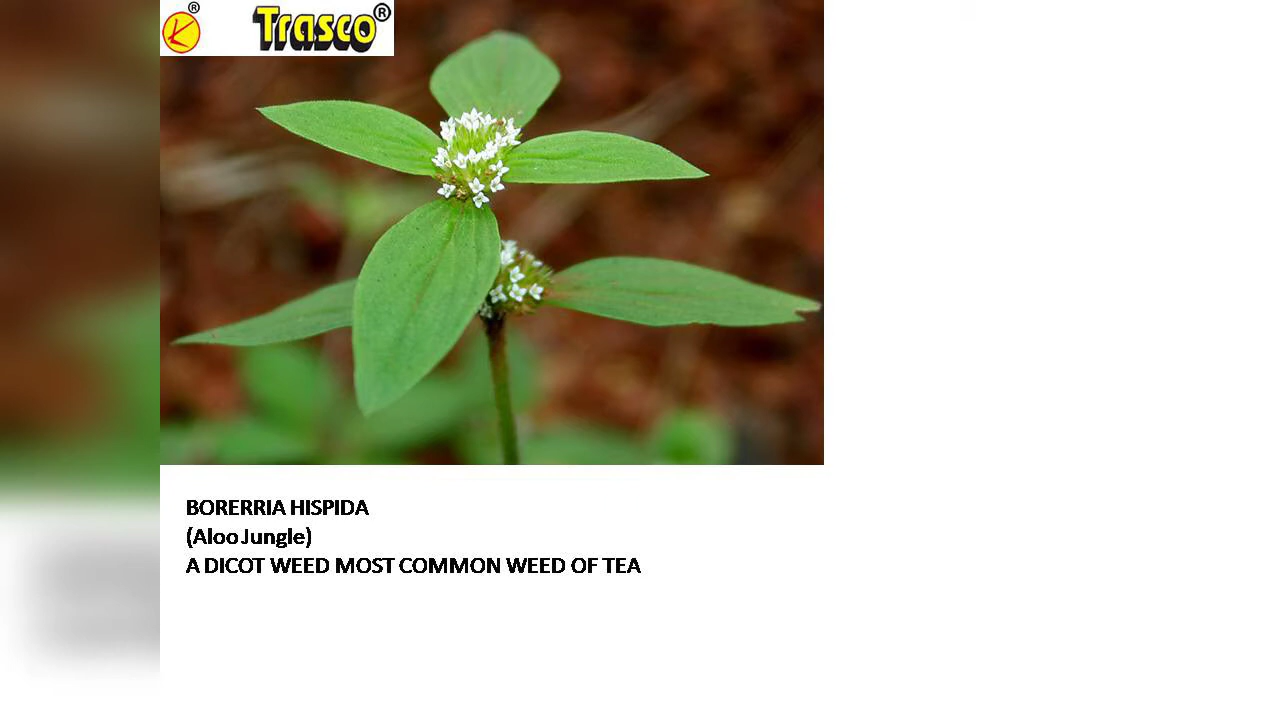 K® Trasco®
BORERRIA HISPIDA
(Aloo Jungle)
A DICOT WEED MOST COMMON WEED OF TEA